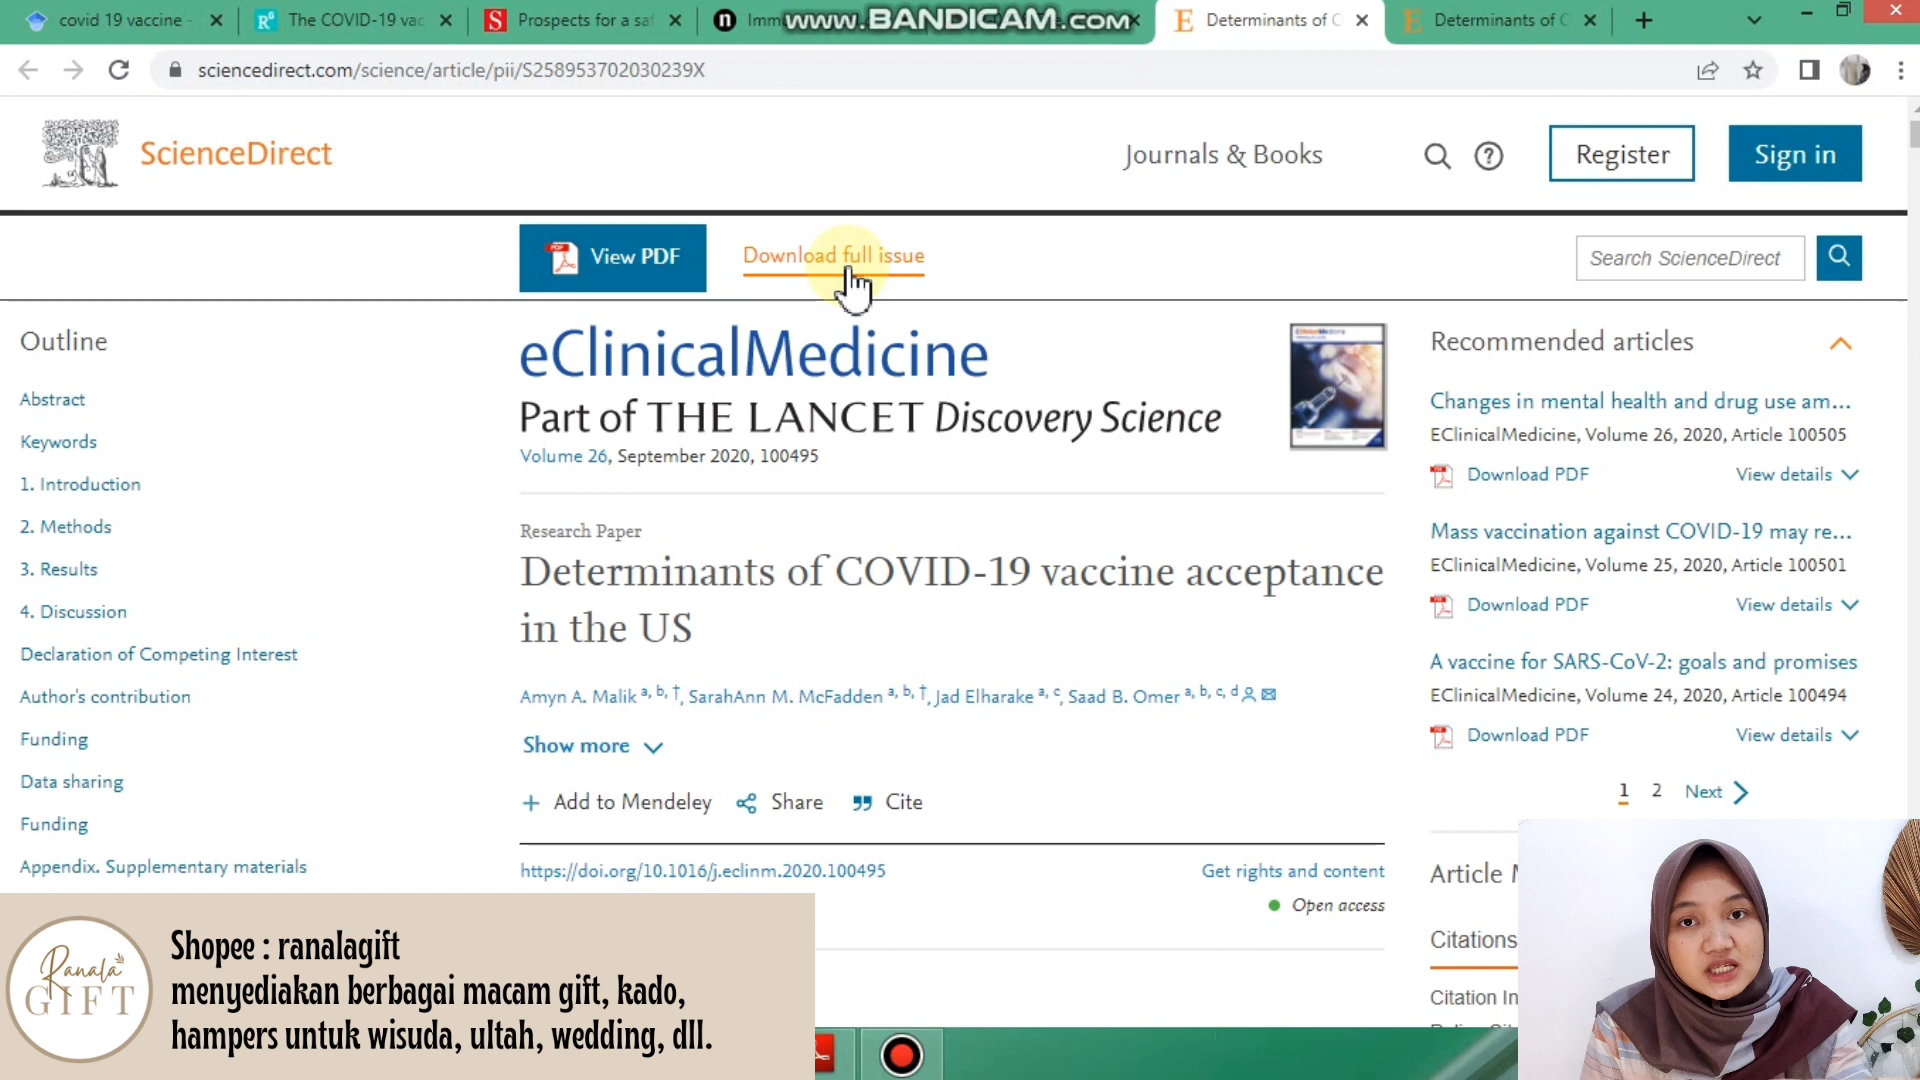 covid 19 vaccine -
The COVID-19 vac
Prospects for a saf
Imm
WWW.BANDICAM.COM
Determinants of C
Determinants of C
sciencedirect.com/science/article/pii/S258953702030239X
ScienceDirect
Journals & Books
Register
Sign in
View PDF
Download full issue
Search ScienceDirect
Outline
Abstract
Keywords
1. Introduction
2. Methods
3. Results
4. Discussion
Declaration of Competing Interest
Author's contribution
Funding
Data sharing
Funding
Appendix. Supplementary materials
eClinicalMedicine
Part of THE LANCET Discovery Science
Volume 26, September 2020, 100495
Research Paper
Determinants of COVID-19 vaccine acceptance
in the US
Amyn A. Malik a, b, †, SarahAnn M. McFadden a, b, †, Jad Elharake a, c, Saad B. Omer a, b, c, d
Show more
Add to Mendeley
Share
Cite
https://doi.org/10.1016/j.eclinm.2020.100495
Get rights and content
Open access
Recommended articles
Changes in mental health and drug use am...
EClinicalMedicine, Volume 26, 2020, Article 100505
Download PDF
View details
Mass vaccination against COVID-19 may re...
EClinicalMedicine, Volume 25, 2020, Article 100501
Download PDF
View details
A vaccine for SARS-CoV-2: goals and promises
EClinicalMedicine, Volume 24, 2020, Article 100494
Download PDF
View details
1 2 Next
Article
Citations
Citation In
Ranala
GIFT
Shopee : ranalagift
menyediakan berbagai macam gift, kado,
hampers untuk wisuda, ultah, wedding, dll.